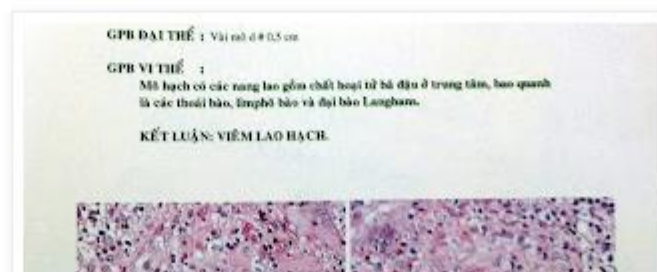 GPB ĐẠI THỂ : Vài mô d # 0,5 cm
GPB VI THỂ :
Mô hạch có các nang lao gồm chất hoại tử bã đậu ở trung tâm, bao quanh
là các thoái bào, limphô bào và đại bào Langhans.
KẾT LUẬN: VIÊM LAO HẠCH.